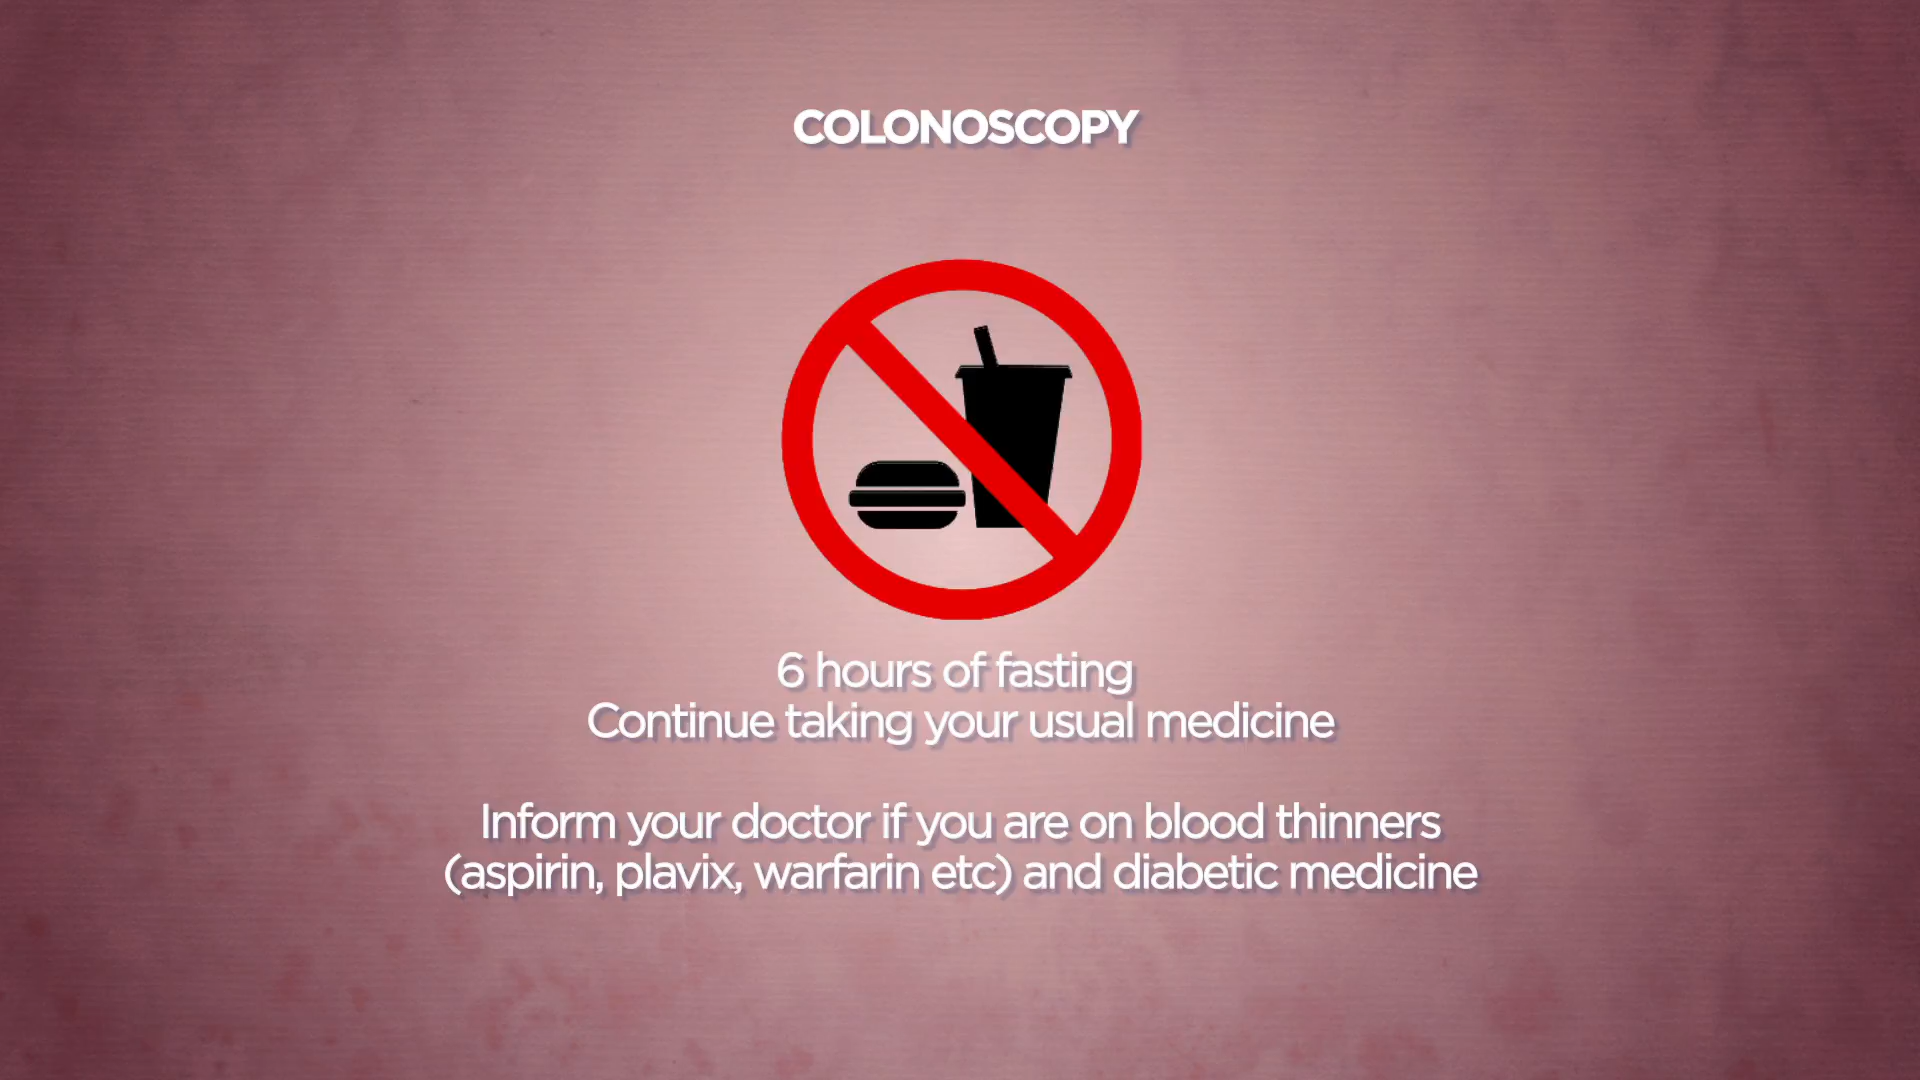 COLONOSCOPY
6 hours of fasting
Continue taking your usual medicine
Inform your doctor if you are on blood thinners
(aspirin, plavix, warfarin etc) and diabetic medicine